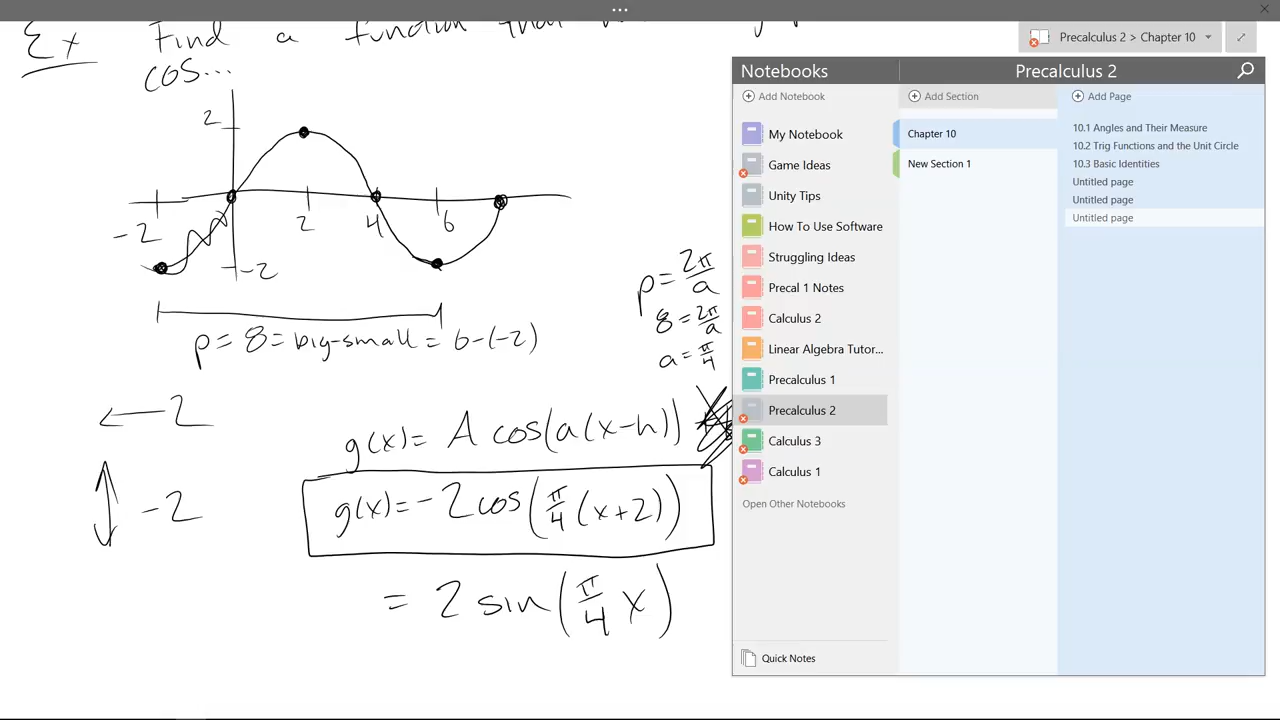 Ex Find a function that
cos...
2
-2 2 4 6
-2
p = 8 = big-small = 6-(-2)
p = 2π/a
8 = 2π/a
a = π/4
← 2
↕ -2
g(x) = A cos(a(x-h))
g(x) = -2 cos(π/4 (x+2))
= 2 sin(π/4 x)
Precalculus 2 > Chapter 10
Notebooks Precalculus 2
Add Notebook Add Section Add Page
My Notebook
Game Ideas
Unity Tips
How To Use Software
Struggling Ideas
Precal 1 Notes
Calculus 2
Linear Algebra Tutor...
Precalculus 1
Precalculus 2
Calculus 3
Calculus 1
Open Other Notebooks
Quick Notes
Chapter 10
New Section 1
10.1 Angles and Their Measure
10.2 Trig Functions and the Unit Circle
10.3 Basic Identities
Untitled page
Untitled page
Untitled page